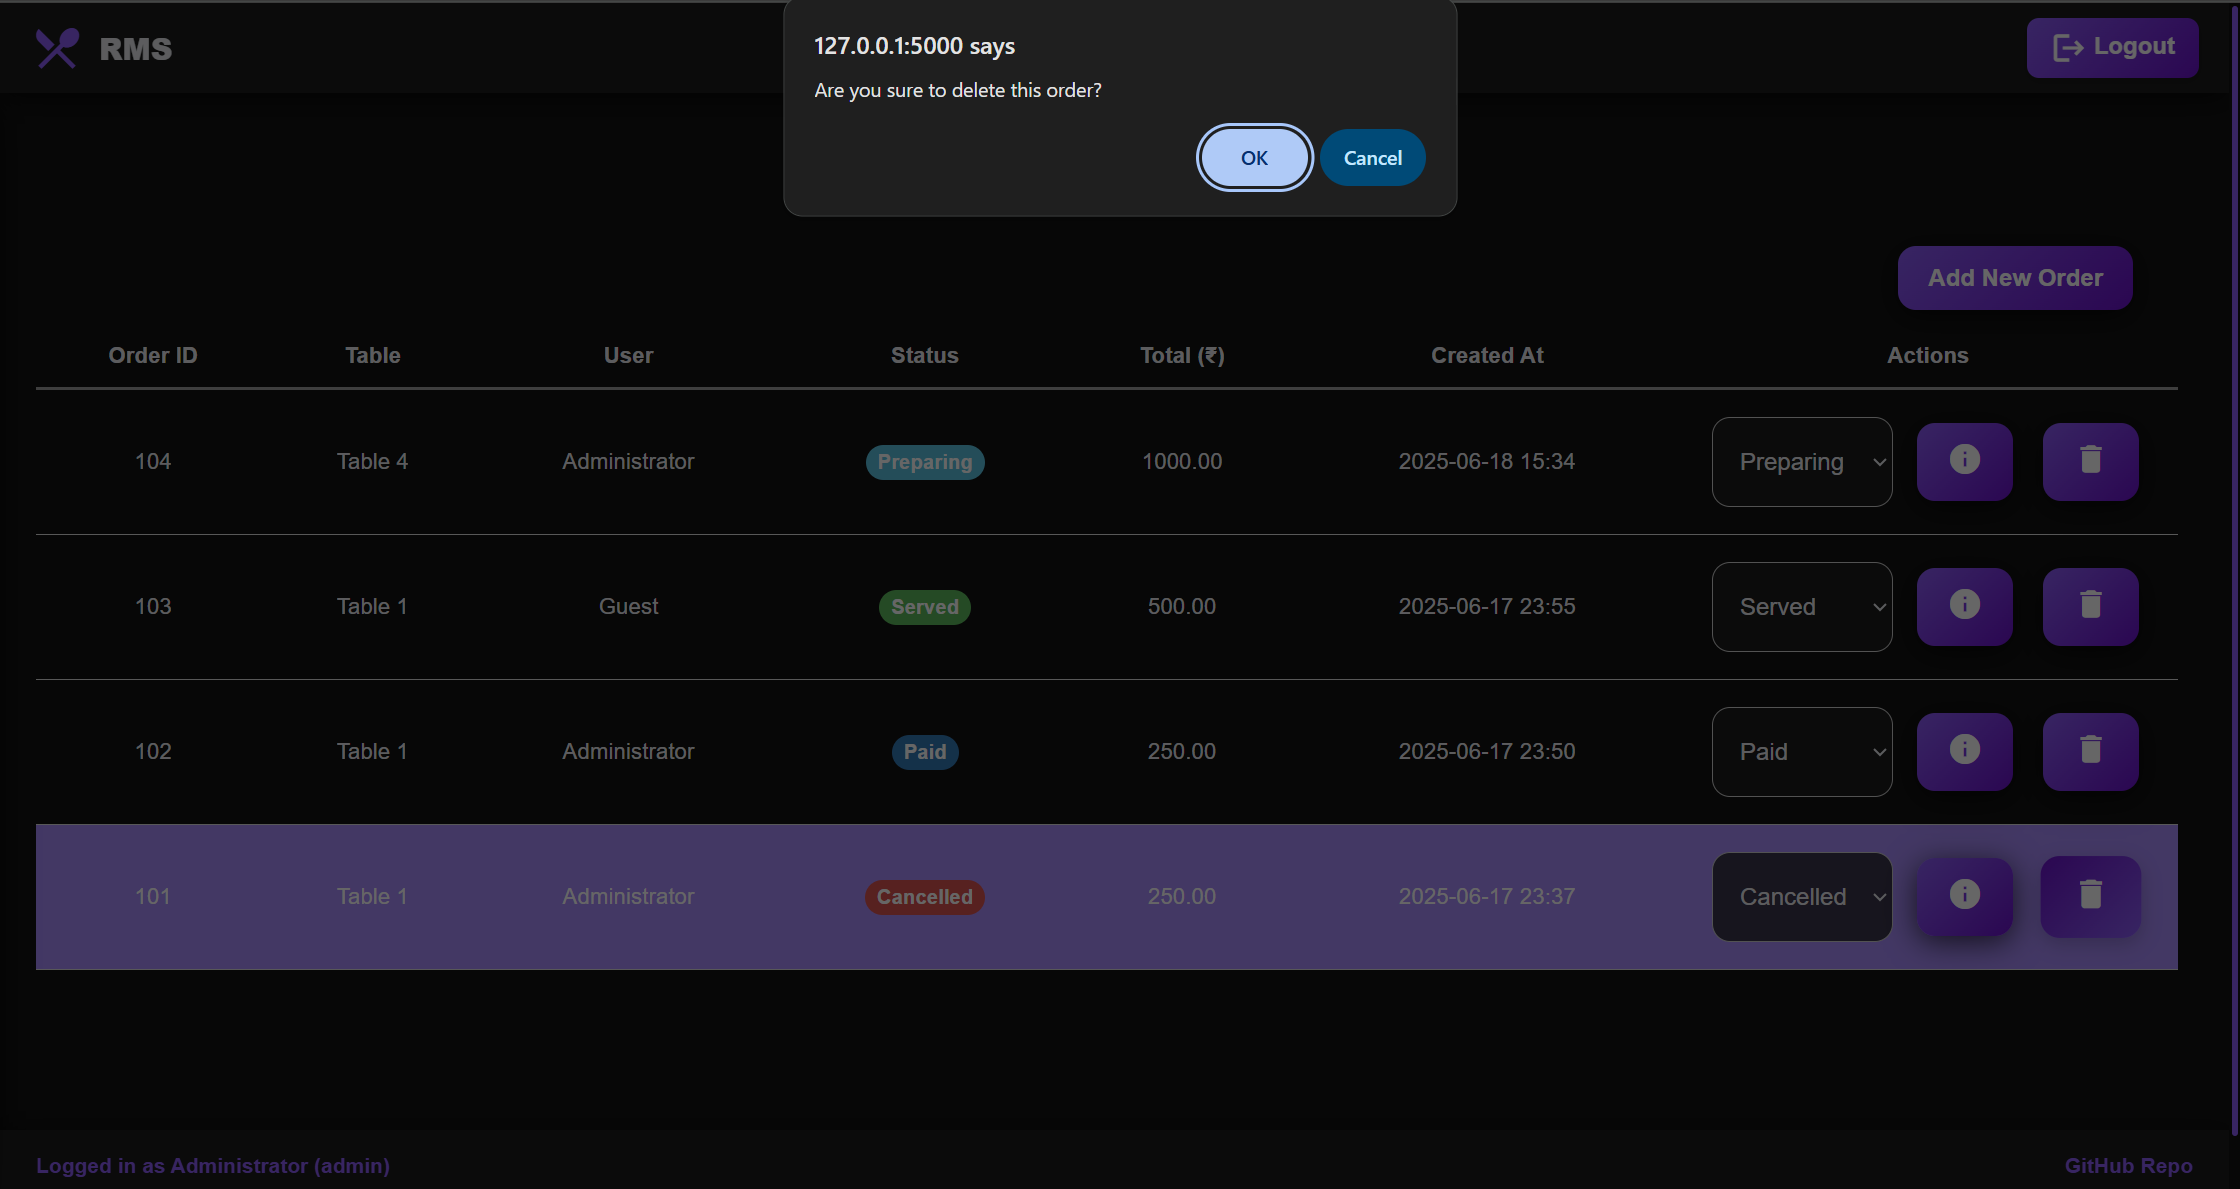 127.0.0.1:5000 says
Are you sure to delete this order?
OK Cancel
RMS Logout
Add New Order
Order ID Table User Status Total (₹) Created At Actions
104 Table 4 Administrator Preparing 1000.00 2025-06-18 15:34 Preparing
103 Table 1 Guest Served 500.00 2025-06-17 23:55 Served
102 Table 1 Administrator Paid 250.00 2025-06-17 23:50 Paid
101 Table 1 Administrator Cancelled 250.00 2025-06-17 23:37 Cancelled
Logged in as Administrator (admin) GitHub Repo